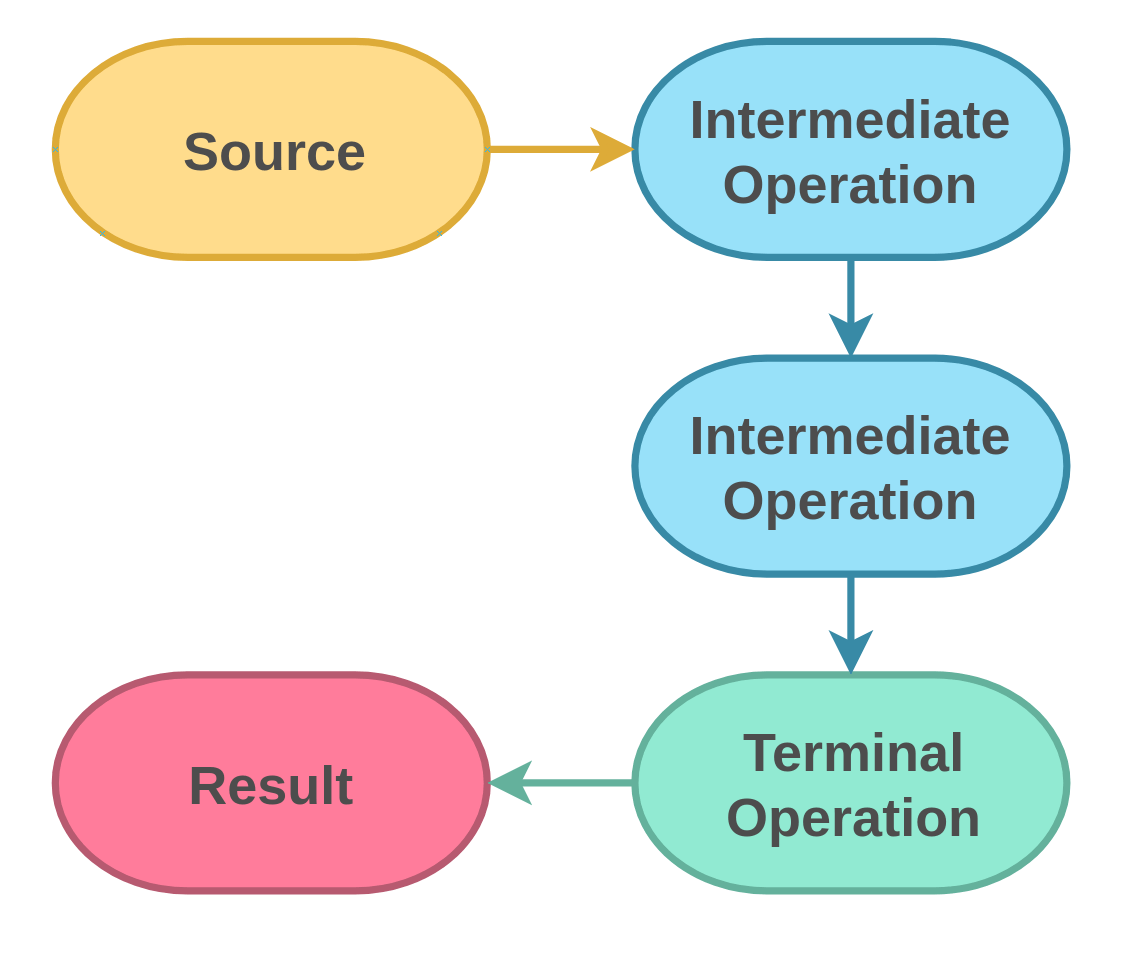 Source
Intermediate
Operation
Intermediate
Operation
Terminal
Operation
Result